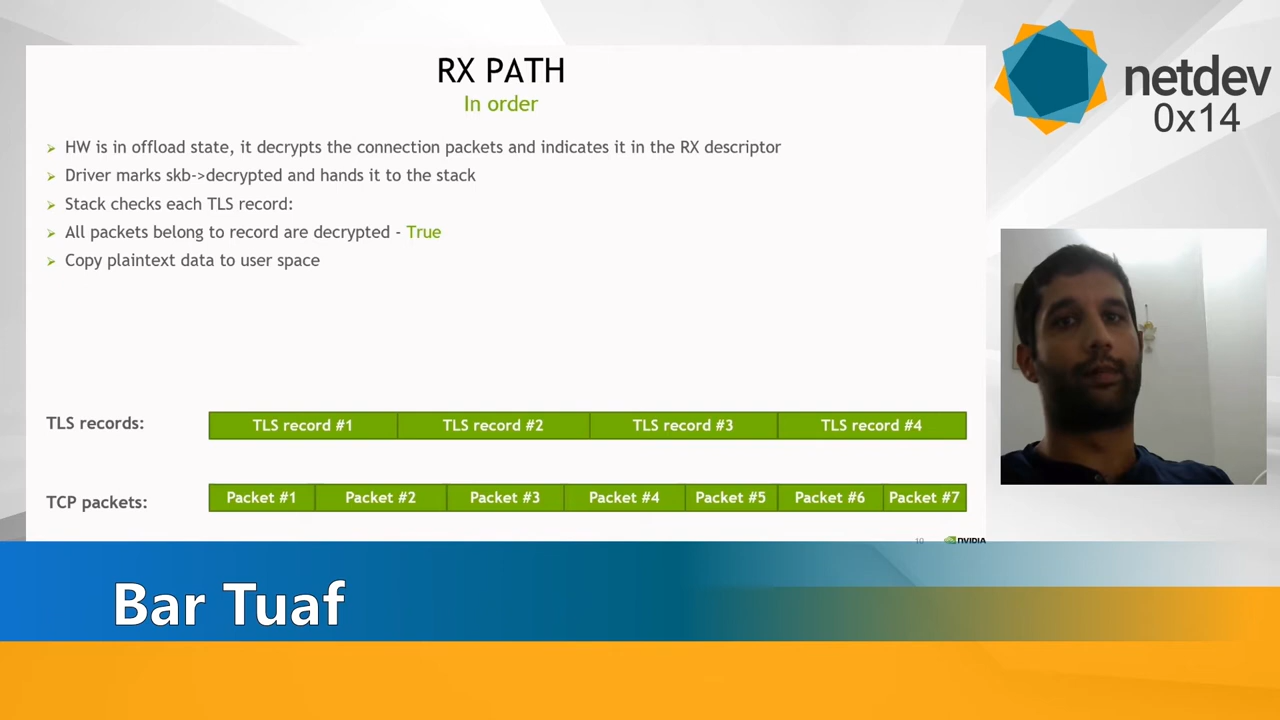 RX PATH
In order
HW is in offload state, it decrypts the connection packets and indicates it in the RX descriptor
Driver marks skb->decrypted and hands it to the stack
Stack checks each TLS record:
All packets belong to record are decrypted - True
Copy plaintext data to user space
TLS records:
TLS record #1 TLS record #2 TLS record #3 TLS record #4
TCP packets:
Packet #1 Packet #2 Packet #3 Packet #4 Packet #5 Packet #6 Packet #7
10 NVIDIA
netdev
0x14
Bar Tuaf